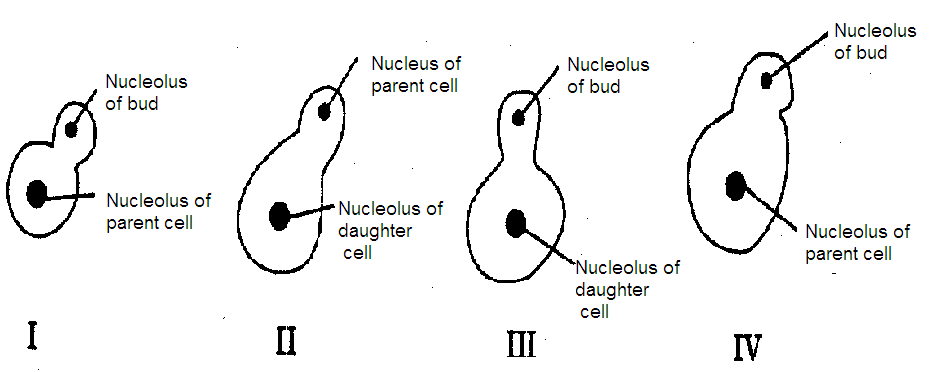 Nucleolus
of bud
Nucleolus of
parent cell
I
Nucleus of
parent cell
Nucleolus of
daughter
cell
II
Nucleolus
of bud
Nucleolus of
daughter
cell
III
Nucleolus
of bud
Nucleolus of
parent cell
IV